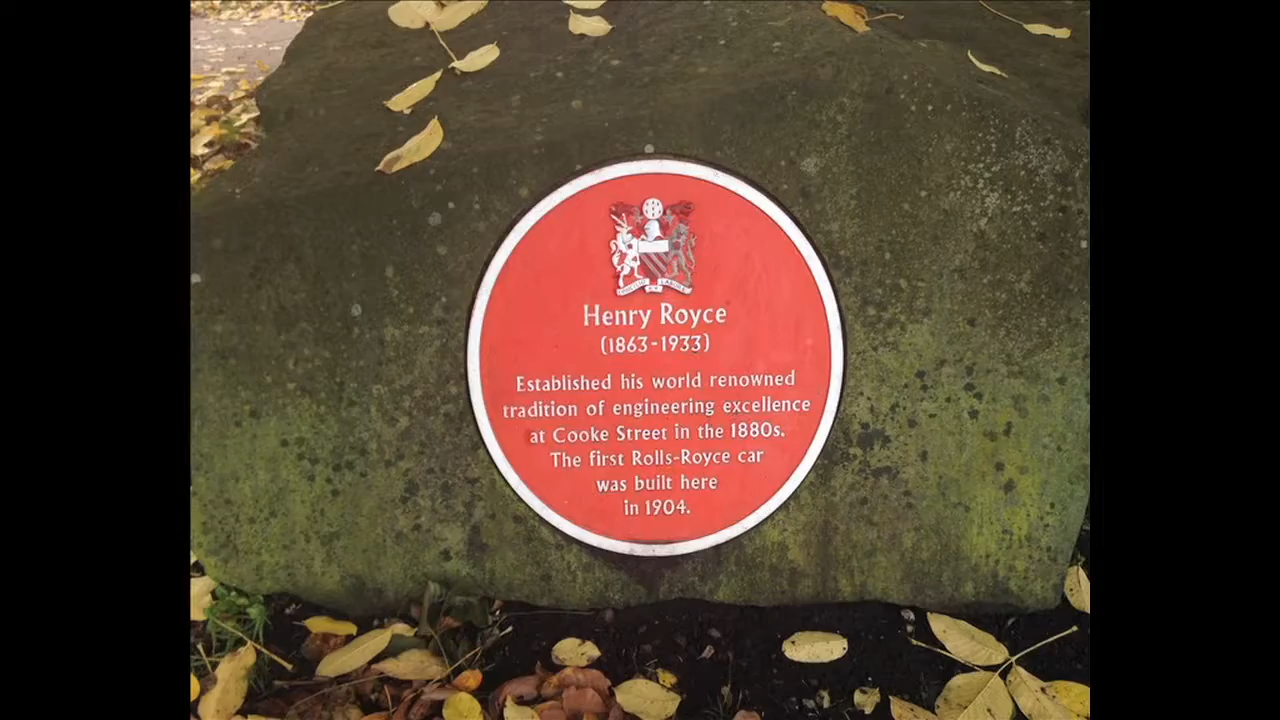 Henry Royce
(1863-1933)
Established his world renowned
tradition of engineering excellence
at Cooke Street in the 1880s.
The first Rolls-Royce car
was built here
in 1904.